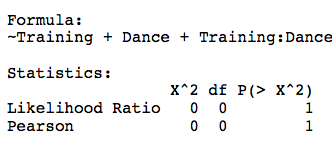 Formula:
~Training + Dance + Training:Dance
Statistics:
X^2 df P(> X^2)
Likelihood Ratio 0 0 1
Pearson 0 0 1